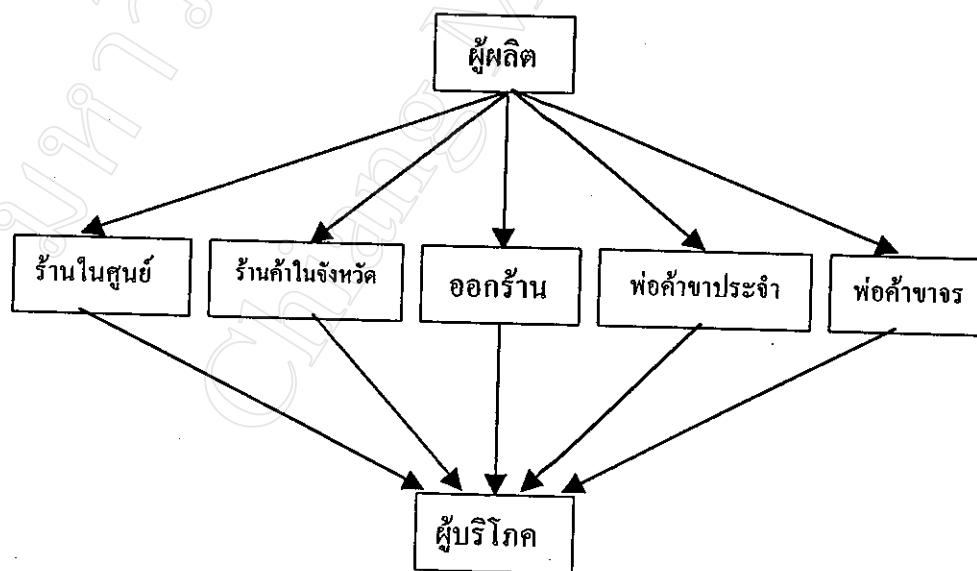 ผู้ผลิต
ร้านในศูนย์
ร้านค้าในจังหวัด
ออกร้าน
พ่อค้าขาประจำ
พ่อค้าขาจร
ผู้บริโภค
Chiang M